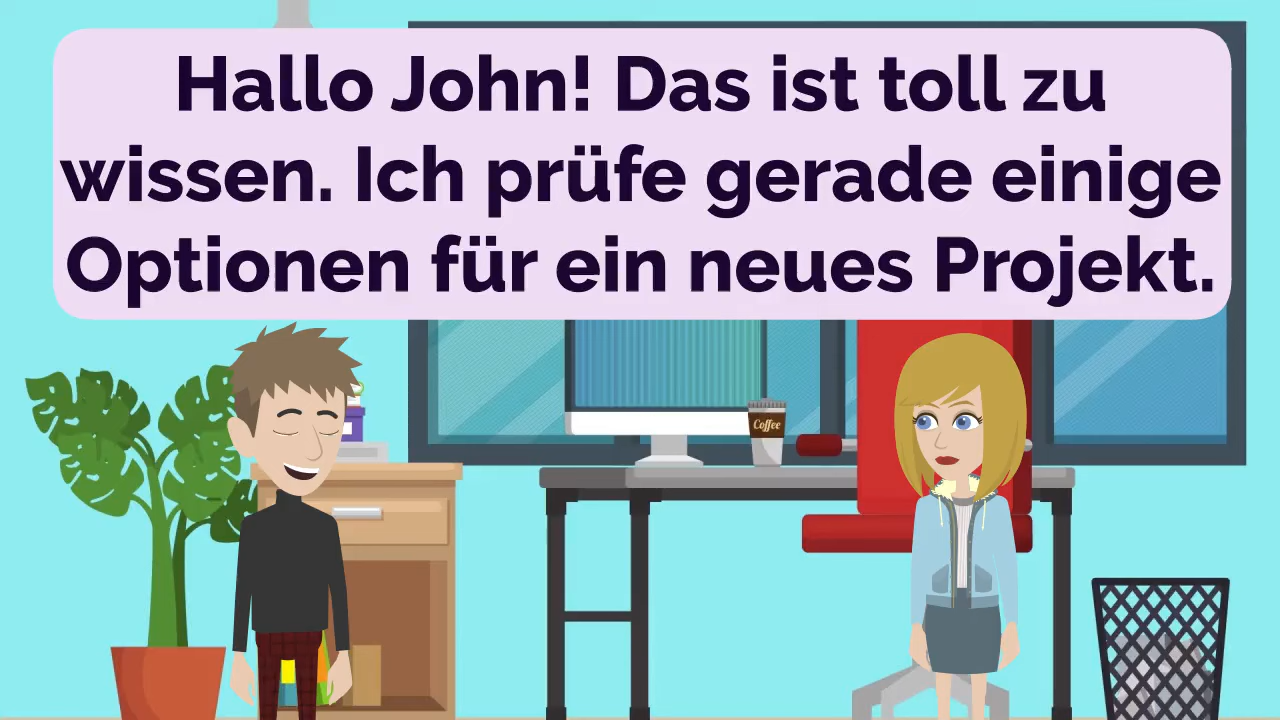 Hallo John! Das ist toll zu
wissen. Ich prüfe gerade einige
Optionen für ein neues Projekt.
Coffee